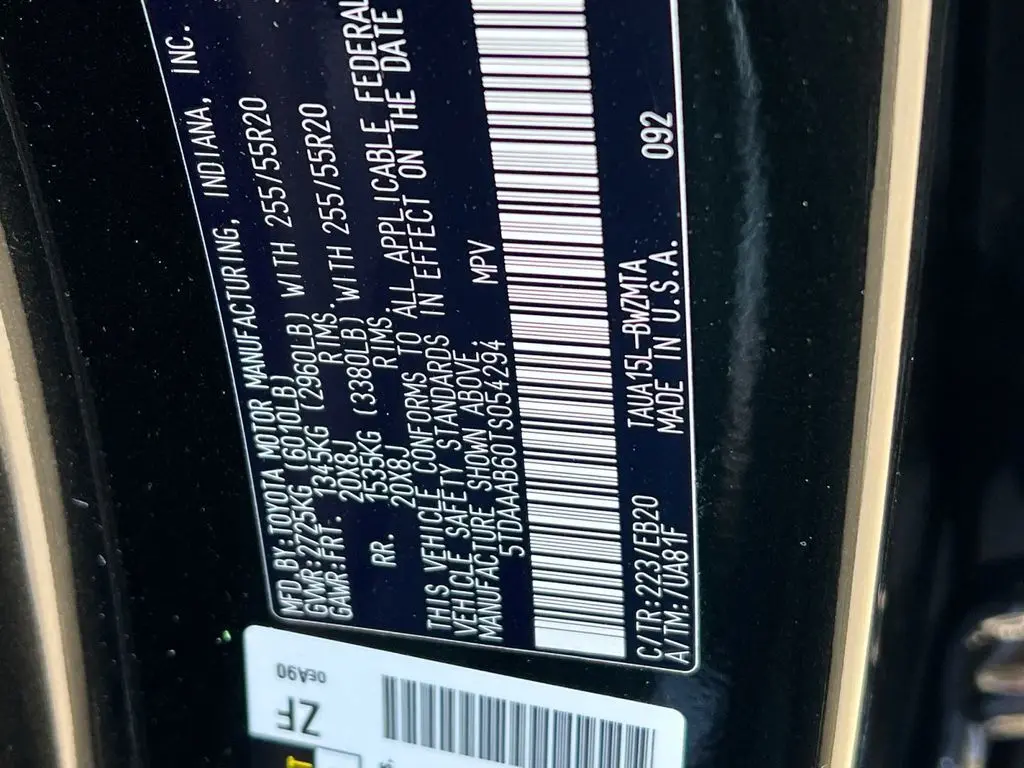 MFD.BY:TOYOTA MOTOR MANUFACTURING, INDIANA, INC.
GVWR:2725KG (6010LB)
GAWR:FRT. 1345KG (2960LB) WITH 255/55R20
20X8J RIMS.
RR. 1535KG (3380LB) WITH 255/55R20
20X8J RIMS.
THIS VEHICLE CONFORMS TO ALL APPLICABLE FEDERAL
VEHICLE SAFETY STANDARDS IN EFFECT ON THE DATE
MANUFACTURE SHOWN ABOVE.
5TDAAAB60TS054294 MPV
C/TR:223/EB20 TAUA15L-BWZMTA 092
A/TM:/UA81F MADE IN U.S.A.
ZF
0EA90